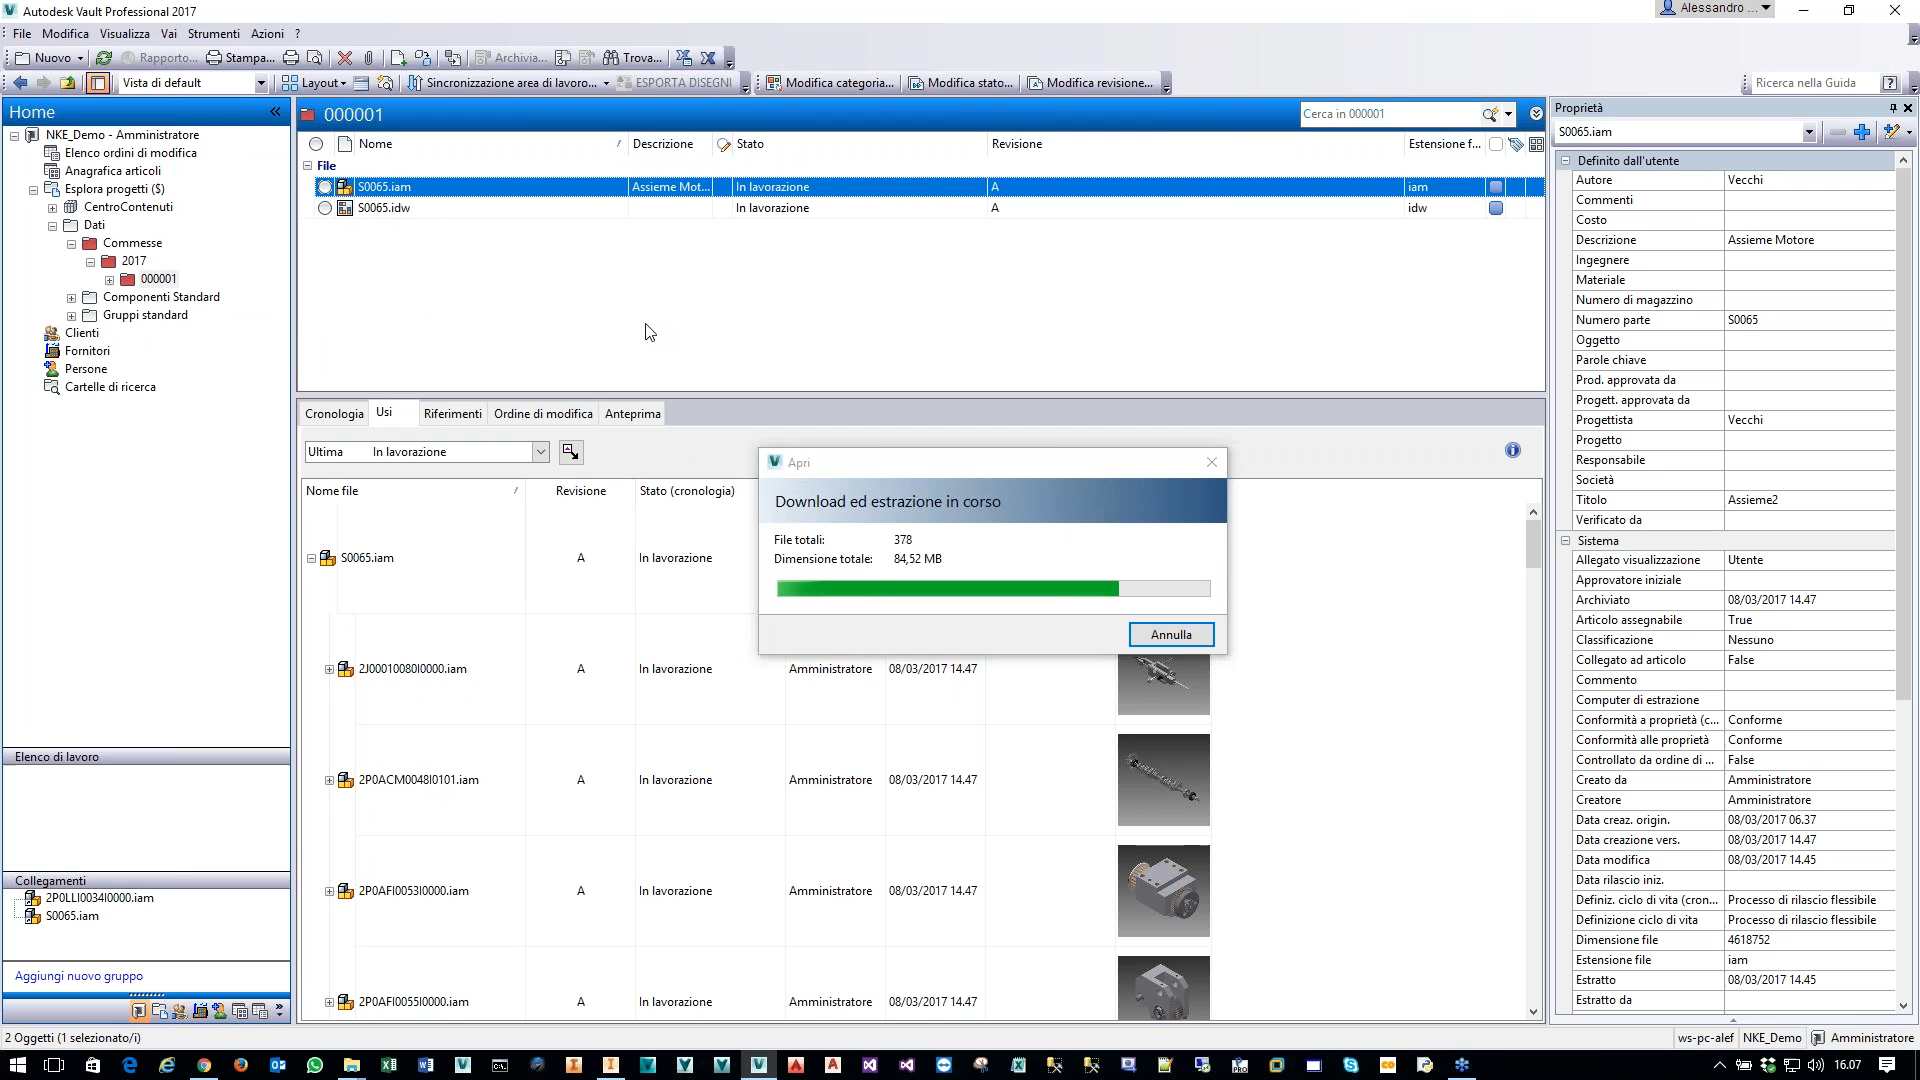 Autodesk Vault Professional 2017
Alessandro ...
File Modifica Visualizza Vai Strumenti Azioni ?
Nuovo Rapporto... Stampa... Archivia... Trova...
Vista di default Layout Sincronizzazione area di lavoro... ESPORTA DISEGNI Modifica categoria... Modifica stato... Modifica revisione... Ricerca nella Guida
Home
NKE_Demo - Amministratore
Elenco ordini di modifica
Anagrafica articoli
Esplora progetti ($)
CentroContenuti
Dati
Commesse
2017
000001
Componenti Standard
Gruppi standard
Clienti
Fornitori
Persone
Cartelle di ricerca
Elenco di lavoro
Collegamenti
2P0LLI0034I0000.iam
S0065.iam
Aggiungi nuovo gruppo
2 Oggetti (1 selezionato/i)
000001
Cerca in 000001
Nome Descrizione Stato Revisione Estensione f...
File
S0065.iam Assieme Mot... In lavorazione A iam
S0065.idw In lavorazione A idw
Cronologia Usi Riferimenti Ordine di modifica Anteprima
Ultima In lavorazione
Nome file Revisione Stato (cronologia)
S0065.iam A In lavorazione
2J00010080I0000.iam A In lavorazione Amministratore 08/03/2017 14.47
2P0ACM0048I0101.iam A In lavorazione Amministratore 08/03/2017 14.47
2P0AFI0053I0000.iam A In lavorazione Amministratore 08/03/2017 14.47
2P0AFI0055I0000.iam A In lavorazione Amministratore 08/03/2017 14.47
Apri
Download ed estrazione in corso
File totali: 378
Dimensione totale: 84,52 MB
Annulla
Proprietà
S0065.iam
Definito dall'utente
Autore Vecchi
Commenti
Costo
Descrizione Assieme Motore
Ingegnere
Materiale
Numero di magazzino
Numero parte S0065
Oggetto
Parole chiave
Prod. approvata da
Progett. approvata da
Progettista Vecchi
Progetto
Responsabile
Società
Titolo Assieme2
Verificato da
Sistema
Allegato visualizzazione Utente
Approvatore iniziale
Archiviato 08/03/2017 14.47
Articolo assegnabile True
Classificazione Nessuno
Collegato ad articolo False
Commento
Computer di estrazione
Conformità a proprietà (c... Conforme
Conformità alle proprietà Conforme
Controllato da ordine di ... False
Creato da Amministratore
Creatore Amministratore
Data creaz. origin. 08/03/2017 06.37
Data creazione vers. 08/03/2017 14.47
Data modifica 08/03/2017 14.45
Data rilascio iniz.
Definiz. ciclo di vita (cron... Processo di rilascio flessibile
Definizione ciclo di vita Processo di rilascio flessibile
Dimensione file 4618752
Estensione file iam
Estratto 08/03/2017 14.45
Estratto da
ws-pc-alef NKE_Demo Amministratore
16.07